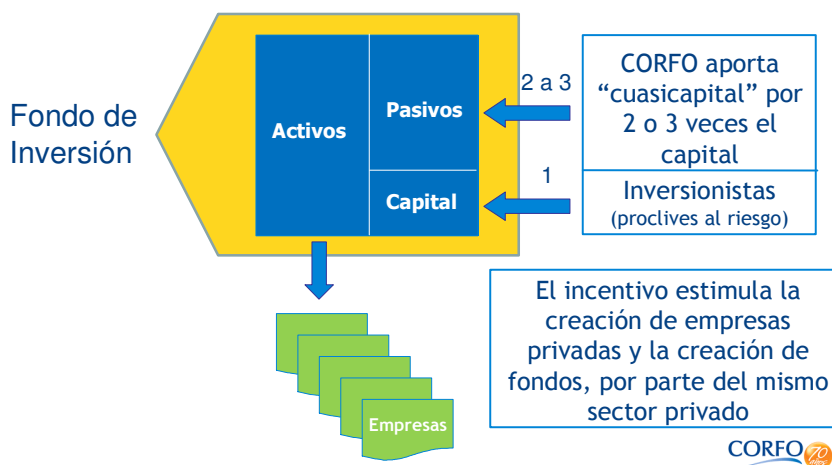 Fondo de
Inversión
Activos
Pasivos
Capital
2 a 3
1
CORFO aporta
“cuasicapital” por
2 o 3 veces el
capital
Inversionistas
(proclives al riesgo)
Empresas
El incentivo estimula la
creación de empresas
privadas y la creación de
fondos, por parte del mismo
sector privado
CORFO 70
años